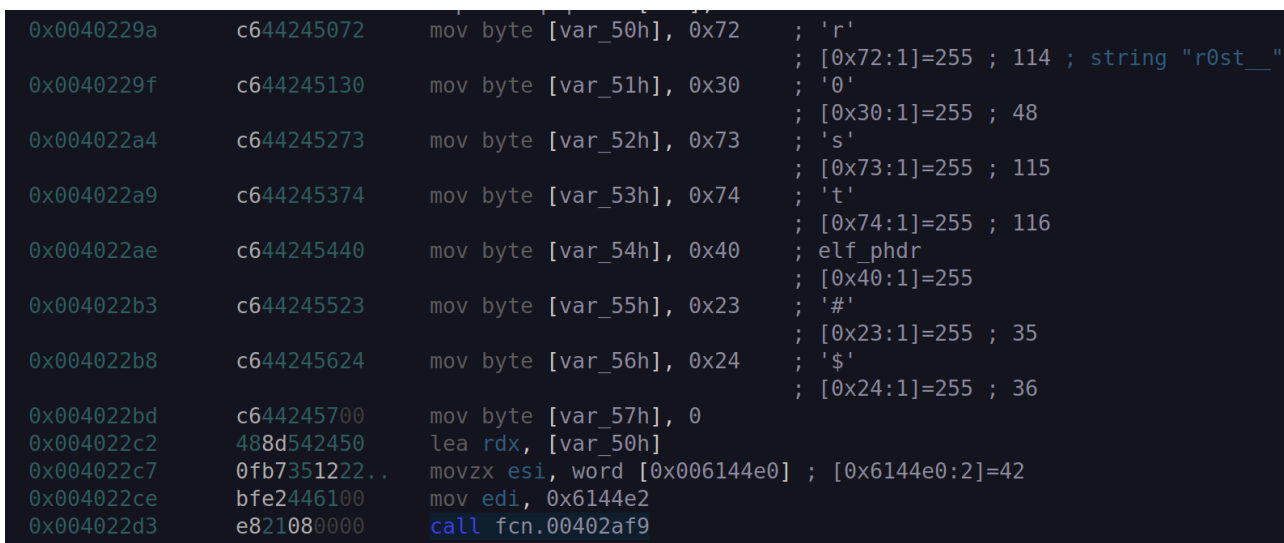 0x0040229a c644245072 mov byte [var_50h], 0x72 ; 'r'
; [0x72:1]=255 ; 114 ; string "r0st__"
0x0040229f c644245130 mov byte [var_51h], 0x30 ; '0'
; [0x30:1]=255 ; 48
0x004022a4 c644245273 mov byte [var_52h], 0x73 ; 's'
; [0x73:1]=255 ; 115
0x004022a9 c644245374 mov byte [var_53h], 0x74 ; 't'
; [0x74:1]=255 ; 116
0x004022ae c644245440 mov byte [var_54h], 0x40 ; elf_phdr
; [0x40:1]=255
0x004022b3 c644245523 mov byte [var_55h], 0x23 ; '#'
; [0x23:1]=255 ; 35
0x004022b8 c644245624 mov byte [var_56h], 0x24 ; '$'
; [0x24:1]=255 ; 36
0x004022bd c644245700 mov byte [var_57h], 0
0x004022c2 488d542450 lea rdx, [var_50h]
0x004022c7 0fb7351222.. movzx esi, word [0x006144e0] ; [0x6144e0:2]=42
0x004022ce bfe2446100 mov edi, 0x6144e2
0x004022d3 e821080000 call fcn.00402af9